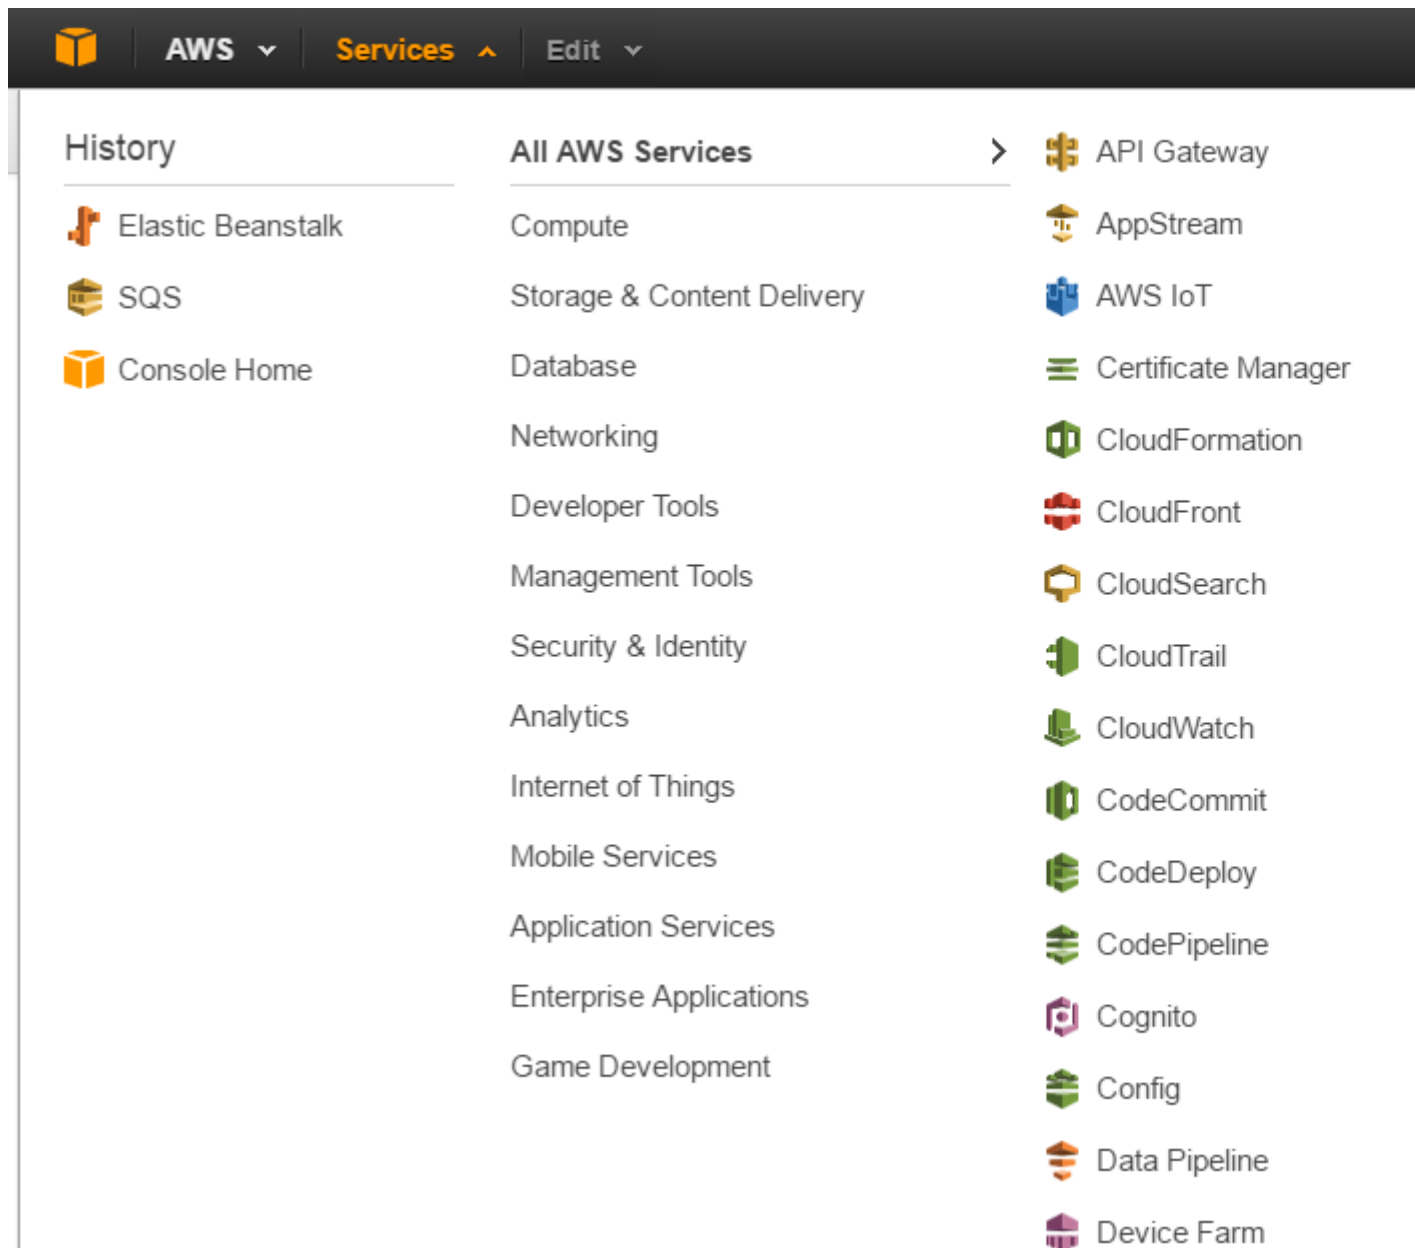 AWS Services Edit
History
Elastic Beanstalk
SQS
Console Home
All AWS Services
Compute
Storage & Content Delivery
Database
Networking
Developer Tools
Management Tools
Security & Identity
Analytics
Internet of Things
Mobile Services
Application Services
Enterprise Applications
Game Development
API Gateway
AppStream
AWS IoT
Certificate Manager
CloudFormation
CloudFront
CloudSearch
CloudTrail
CloudWatch
CodeCommit
CodeDeploy
CodePipeline
Cognito
Config
Data Pipeline
Device Farm